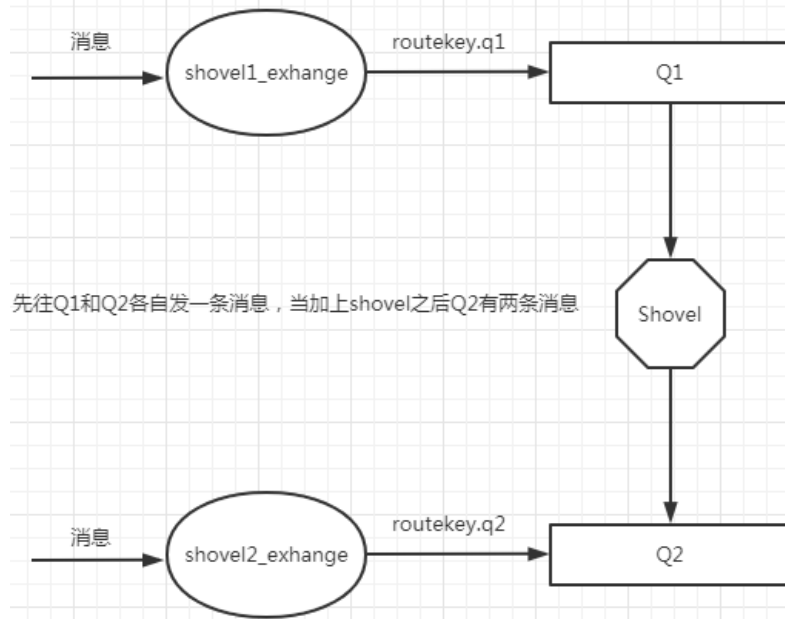 消息
routekey.q1
shovel1_exhange
Q1
先往Q1和Q2各自发一条消息，当加上shovel之后Q2有两条消息
Shovel
消息
routekey.q2
shovel2_exhange
Q2